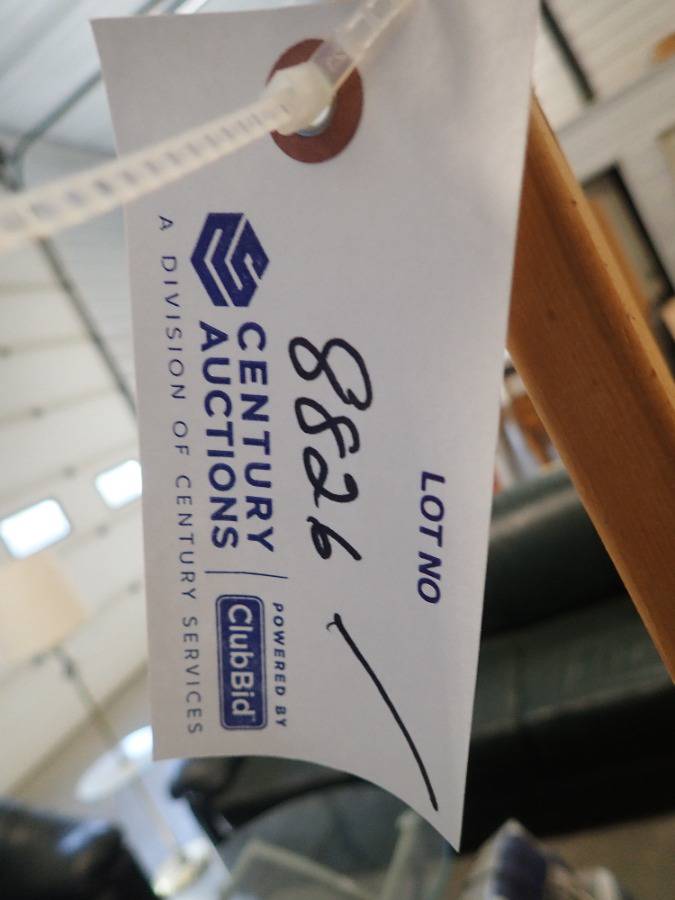 LOT NO
8826
CENTURY
AUCTIONS
POWERED BY
ClubBid
A DIVISION OF CENTURY SERVICES